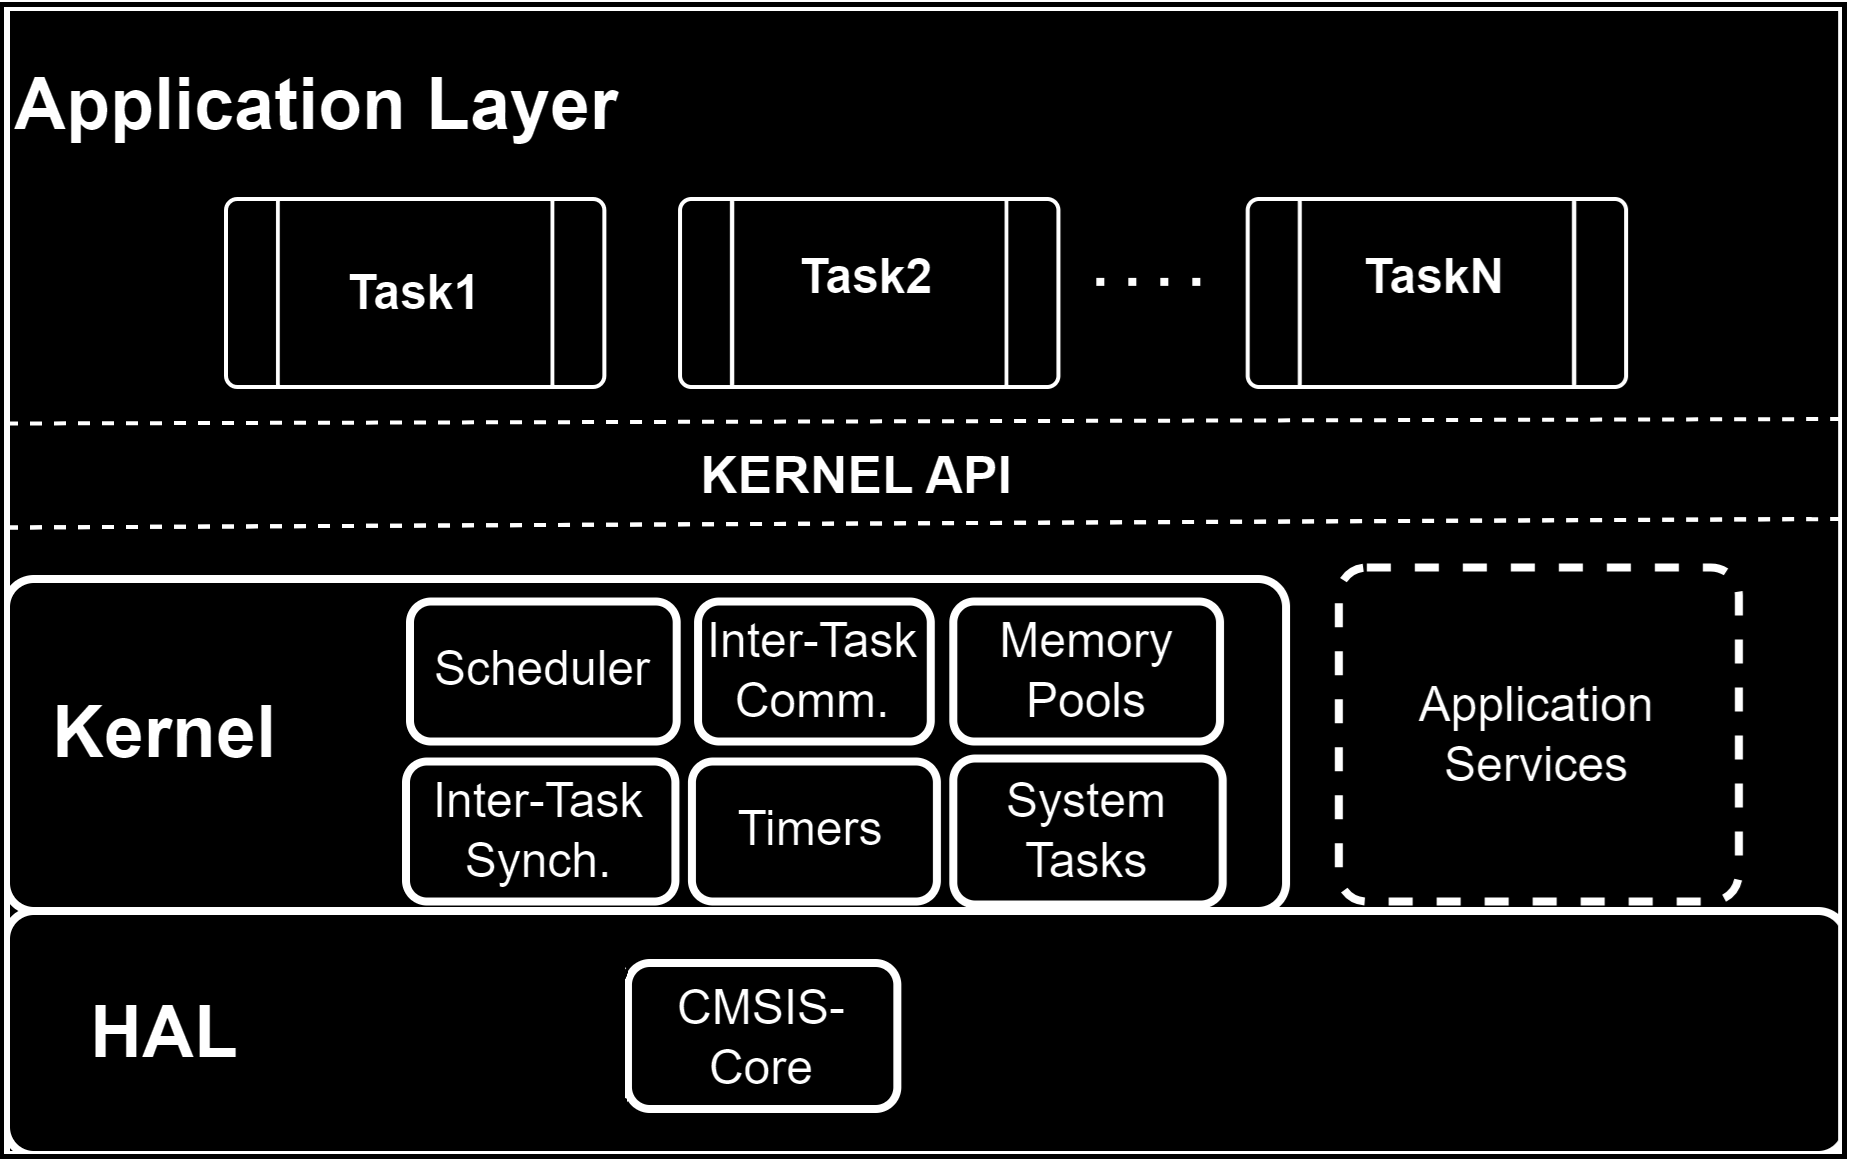 Application Layer
Task1
Task2
. . . .
TaskN
KERNEL API
Kernel
Scheduler
Inter-Task
Comm.
Memory
Pools
Inter-Task
Synch.
Timers
System
Tasks
Application
Services
HAL
CMSIS-
Core